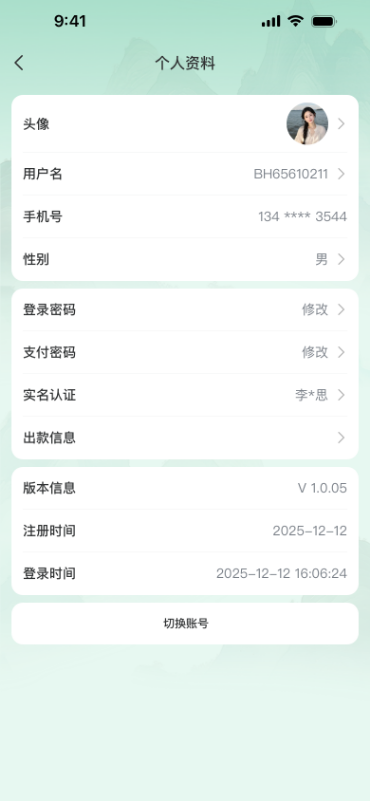 9:41
个人资料
头像
用户名 BH65610211
手机号 134 **** 3544
性别 男
登录密码 修改
支付密码 修改
实名认证 李*思
出款信息
版本信息 V 1.0.05
注册时间 2025-12-12
登录时间 2025-12-12 16:06:24
切换账号